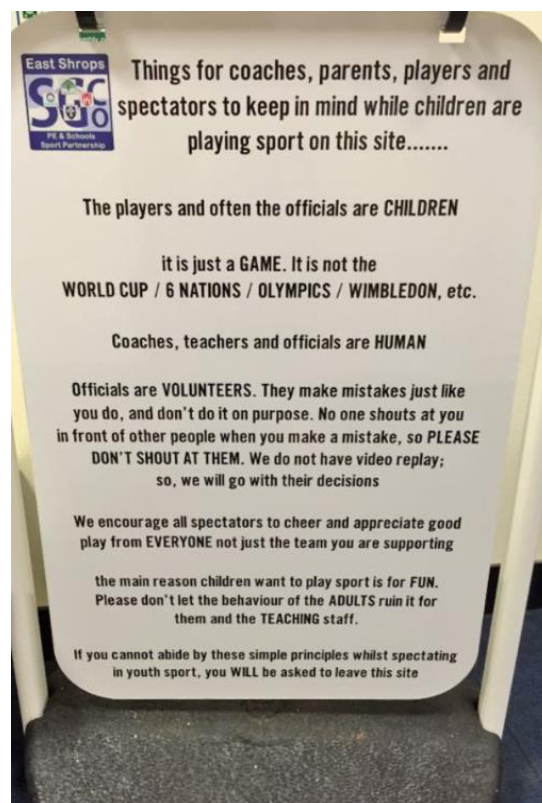 East Shrops
SGO
PE & Schools
Sport Partnership
Things for coaches, parents, players and
spectators to keep in mind while children are
playing sport on this site.......
The players and often the officials are CHILDREN
it is just a GAME. It is not the
WORLD CUP / 6 NATIONS / OLYMPICS / WIMBLEDON, etc.
Coaches, teachers and officials are HUMAN
Officials are VOLUNTEERS. They make mistakes just like
you do, and don't do it on purpose. No one shouts at you
in front of other people when you make a mistake, so PLEASE
DON'T SHOUT AT THEM. We do not have video replay;
so, we will go with their decisions
We encourage all spectators to cheer and appreciate good
play from EVERYONE not just the team you are supporting
the main reason children want to play sport is for FUN.
Please don't let the behaviour of the ADULTS ruin it for
them and the TEACHING staff.
If you cannot abide by these simple principles whilst spectating
in youth sport, you WILL be asked to leave this site